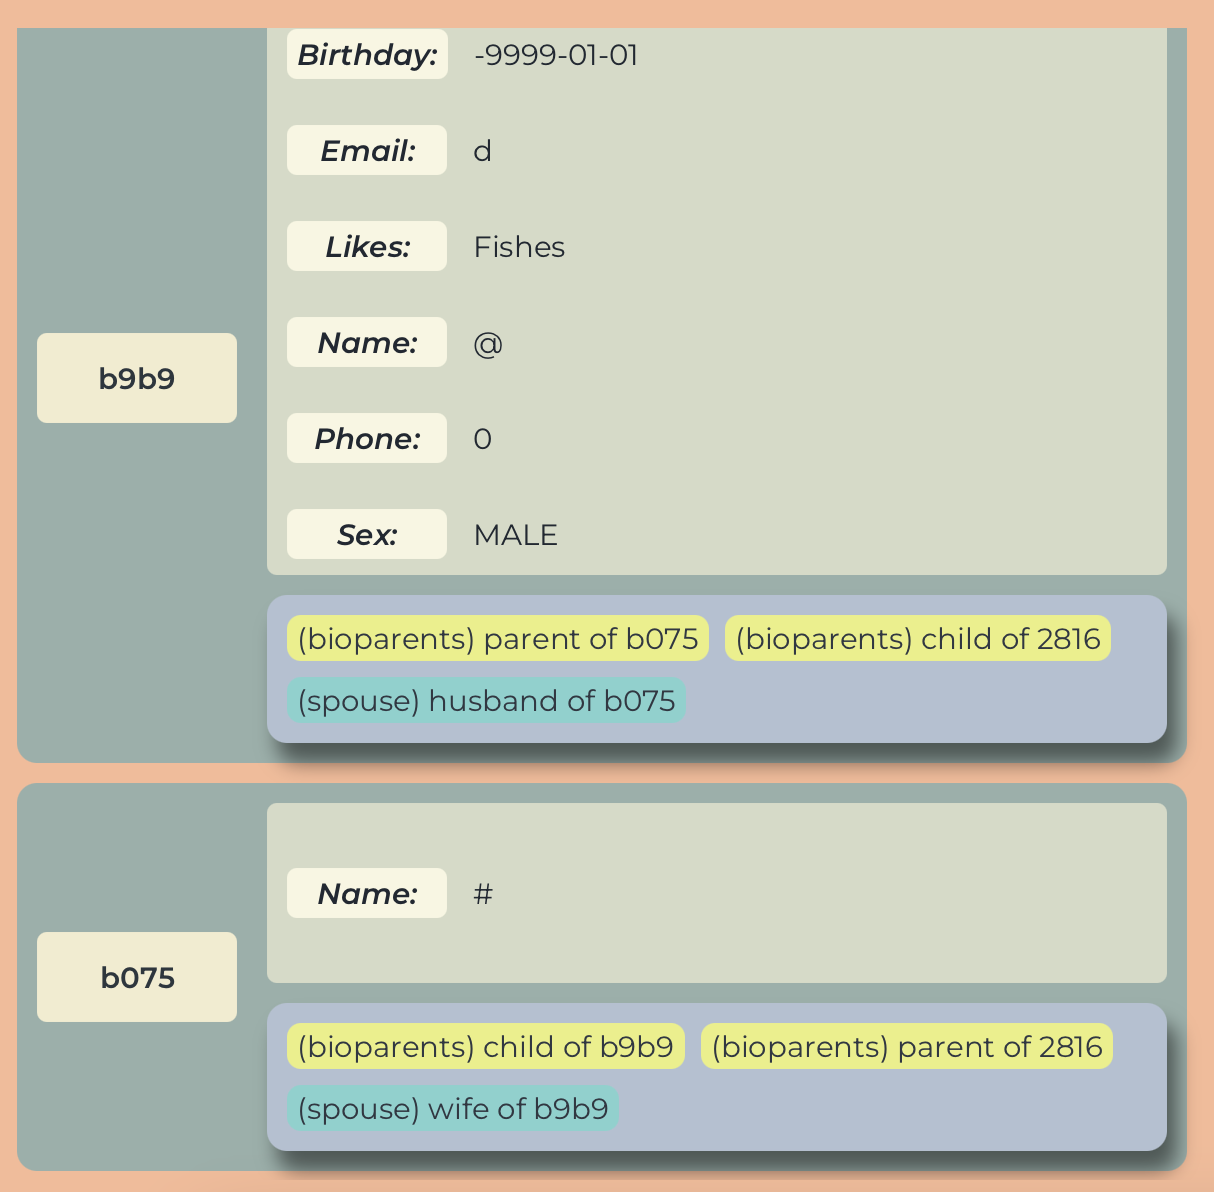 Birthday: -9999-01-01
Email: d
Likes: Fishes
Name: @
b9b9
Phone: 0
Sex: MALE
(bioparents) parent of b075 (bioparents) child of 2816
(spouse) husband of b075
Name: #
b075
(bioparents) child of b9b9 (bioparents) parent of 2816
(spouse) wife of b9b9